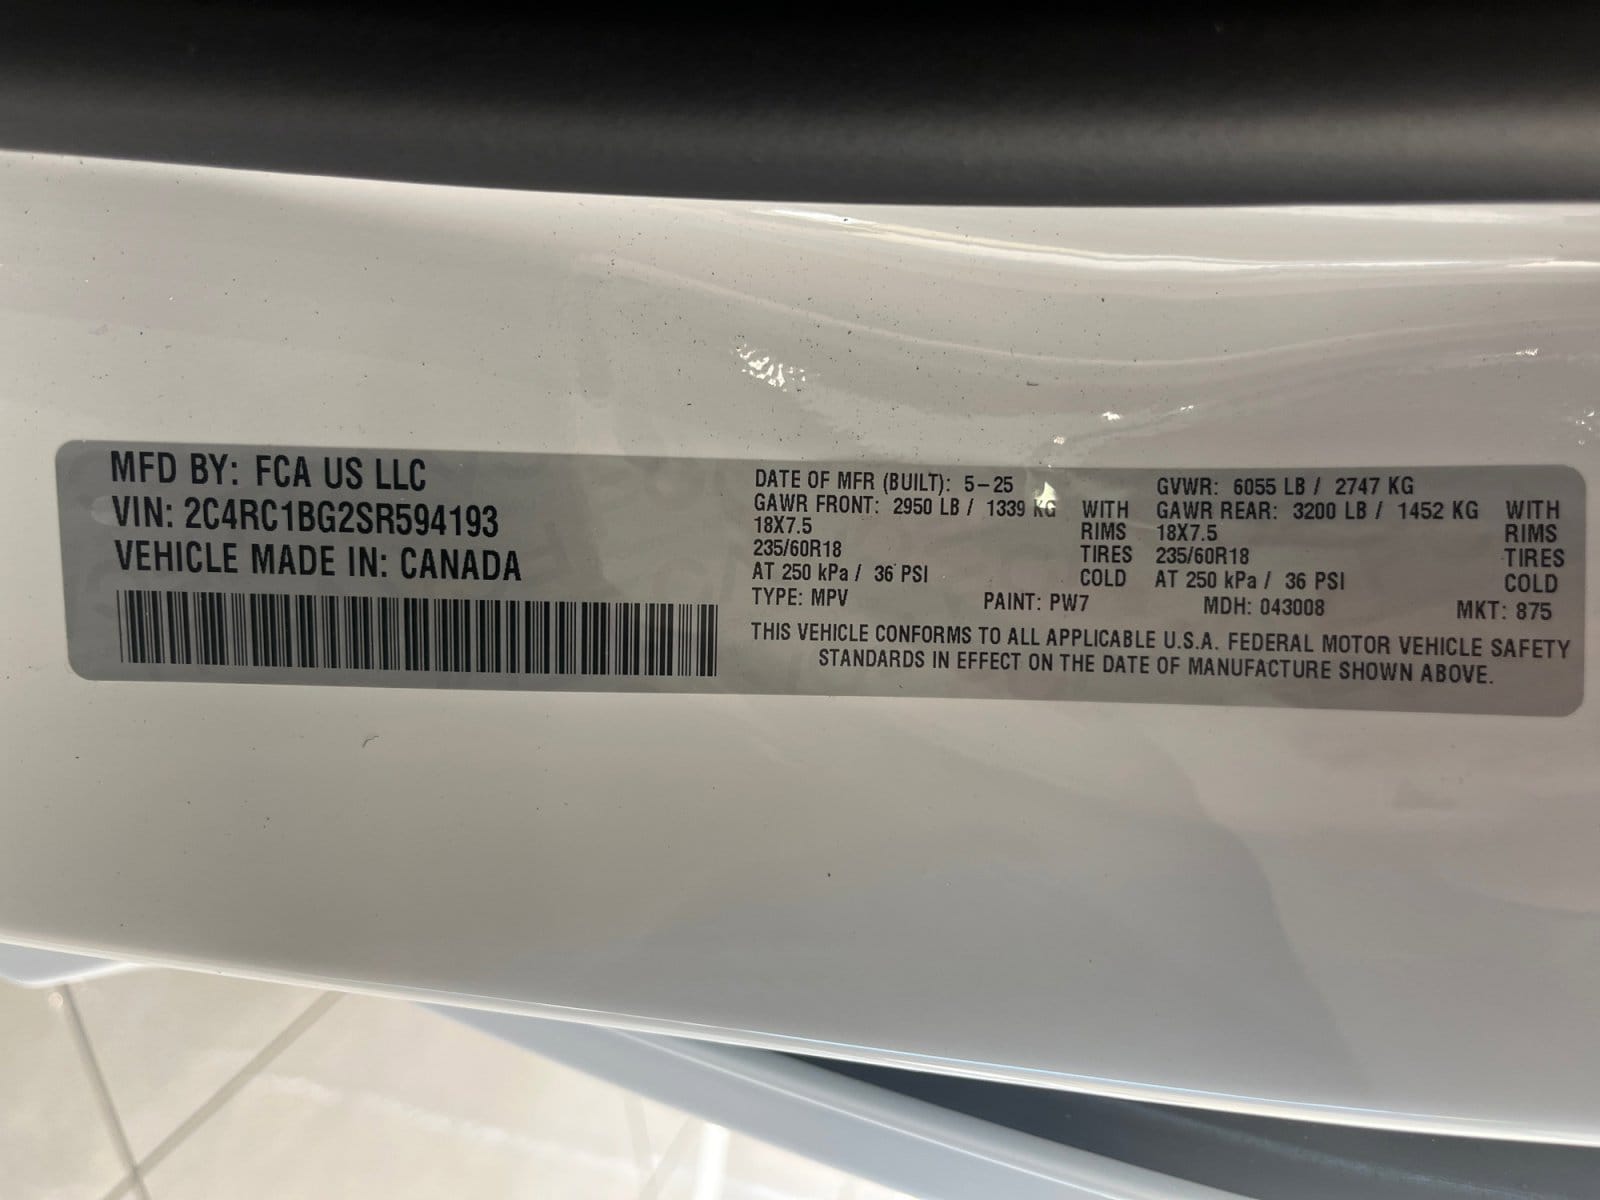 MFD BY: FCA US LLC
VIN: 2C4RC1BG2SR594193
VEHICLE MADE IN: CANADA
DATE OF MFR (BUILT): 5-25 GVWR: 6055 LB / 2747 KG
GAWR FRONT: 2950 LB / 1339 KG WITH GAWR REAR: 3200 LB / 1452 KG WITH
18X7.5 RIMS 18X7.5 RIMS
235/60R18 TIRES 235/60R18 TIRES
AT 250 kPa / 36 PSI COLD AT 250 kPa / 36 PSI COLD
TYPE: MPV PAINT: PW7 MDH: 043008 MKT: 875
THIS VEHICLE CONFORMS TO ALL APPLICABLE U.S.A. FEDERAL MOTOR VEHICLE SAFETY
STANDARDS IN EFFECT ON THE DATE OF MANUFACTURE SHOWN ABOVE.